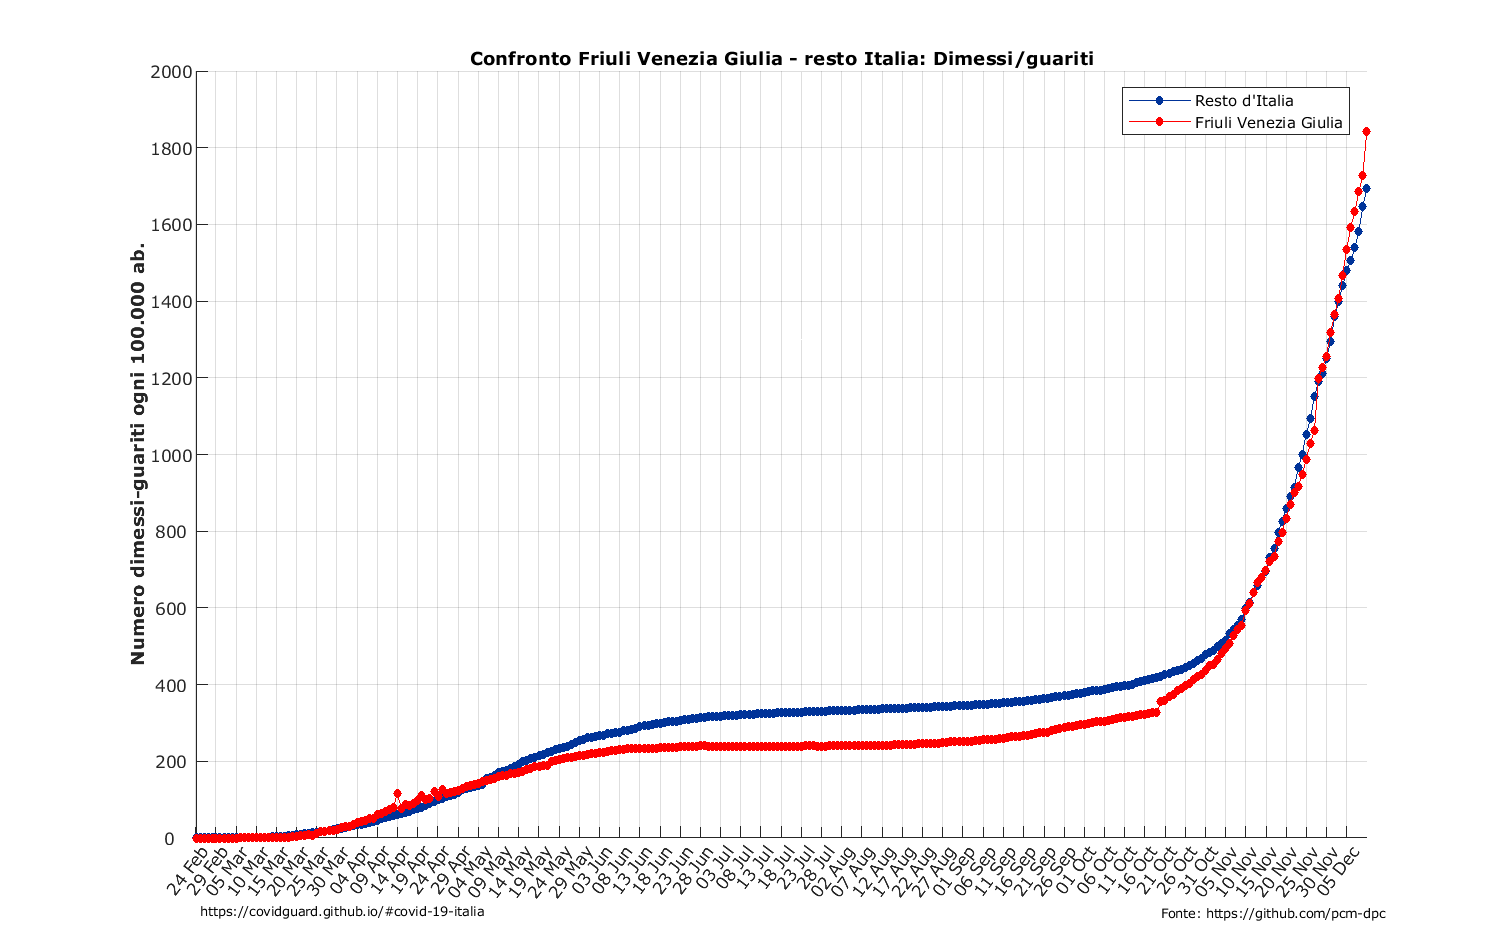 Confronto Friuli Venezia Giulia - resto Italia: Dimessi/guariti
Resto d'Italia
Friuli Venezia Giulia
Numero dimessi-guariti ogni 100.000 ab.
2000
1800
1600
1400
1200
1000
800
600
400
200
0
24 Feb
29 Feb
05 Mar
10 Mar
15 Mar
20 Mar
25 Mar
30 Mar
04 Apr
09 Apr
14 Apr
19 Apr
24 Apr
29 Apr
04 May
09 May
14 May
19 May
24 May
29 May
03 Jun
08 Jun
13 Jun
18 Jun
23 Jun
28 Jun
03 Jul
08 Jul
13 Jul
18 Jul
23 Jul
28 Jul
02 Aug
07 Aug
12 Aug
17 Aug
22 Aug
27 Aug
01 Sep
06 Sep
11 Sep
16 Sep
21 Sep
26 Sep
01 Oct
06 Oct
11 Oct
16 Oct
21 Oct
26 Oct
31 Oct
05 Nov
10 Nov
15 Nov
20 Nov
25 Nov
30 Nov
05 Dec
https://covidguard.github.io/#covid-19-italia
Fonte: https://github.com/pcm-dpc